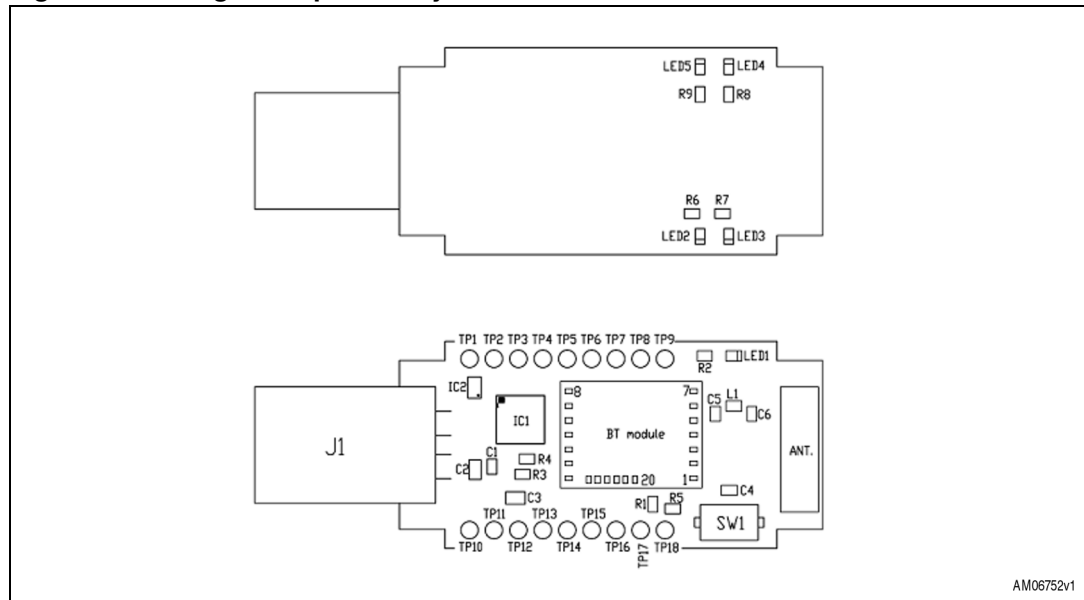 LED5 LED4
R9 R8
R6 R7
LED2 LED3
TP1 TP2 TP3 TP4 TP5 TP6 TP7 TP8 TP9
R2 LED1
IC2
8 7
IC1
C5 L1 C6
J1
BT module
ANT.
C1
C2
R4
R3
20 1
C3
C4
R1 R5
TP11 TP13 TP15
SW1
TP10 TP12 TP14 TP16 TP17 TP18
AM06752v1